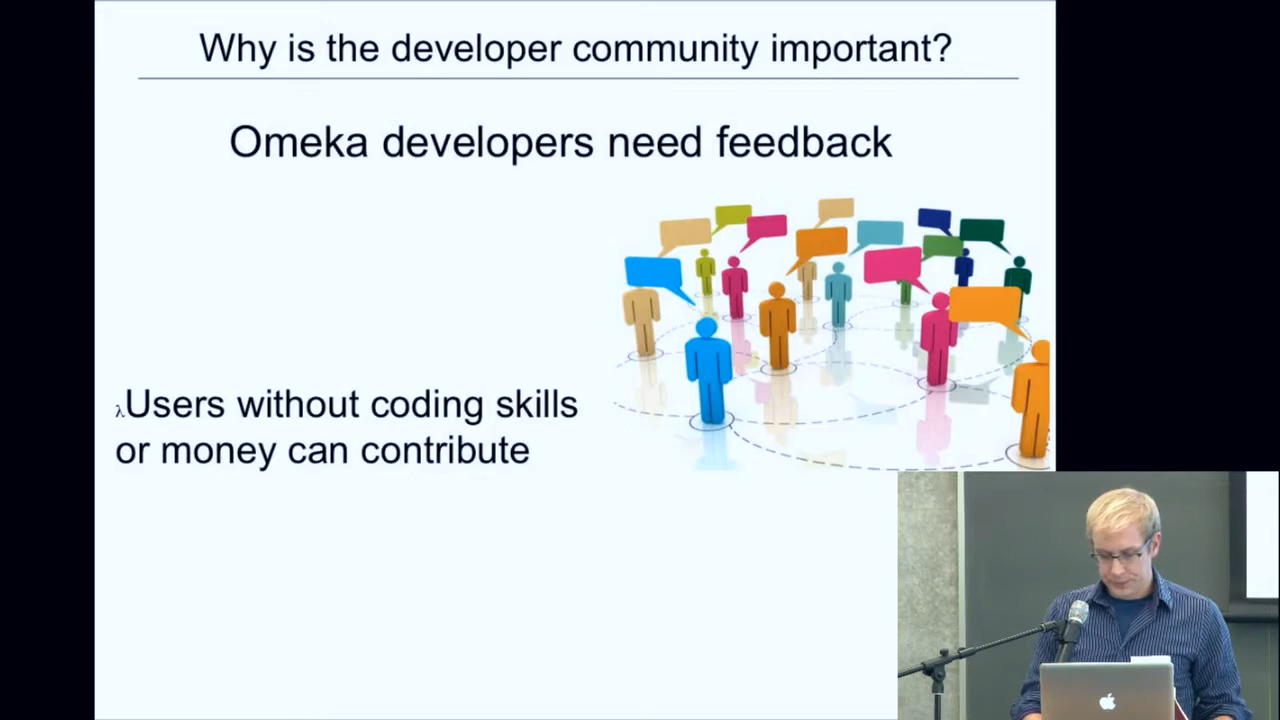 Why is the developer community important?
Omeka developers need feedback
λUsers without coding skills
or money can contribute